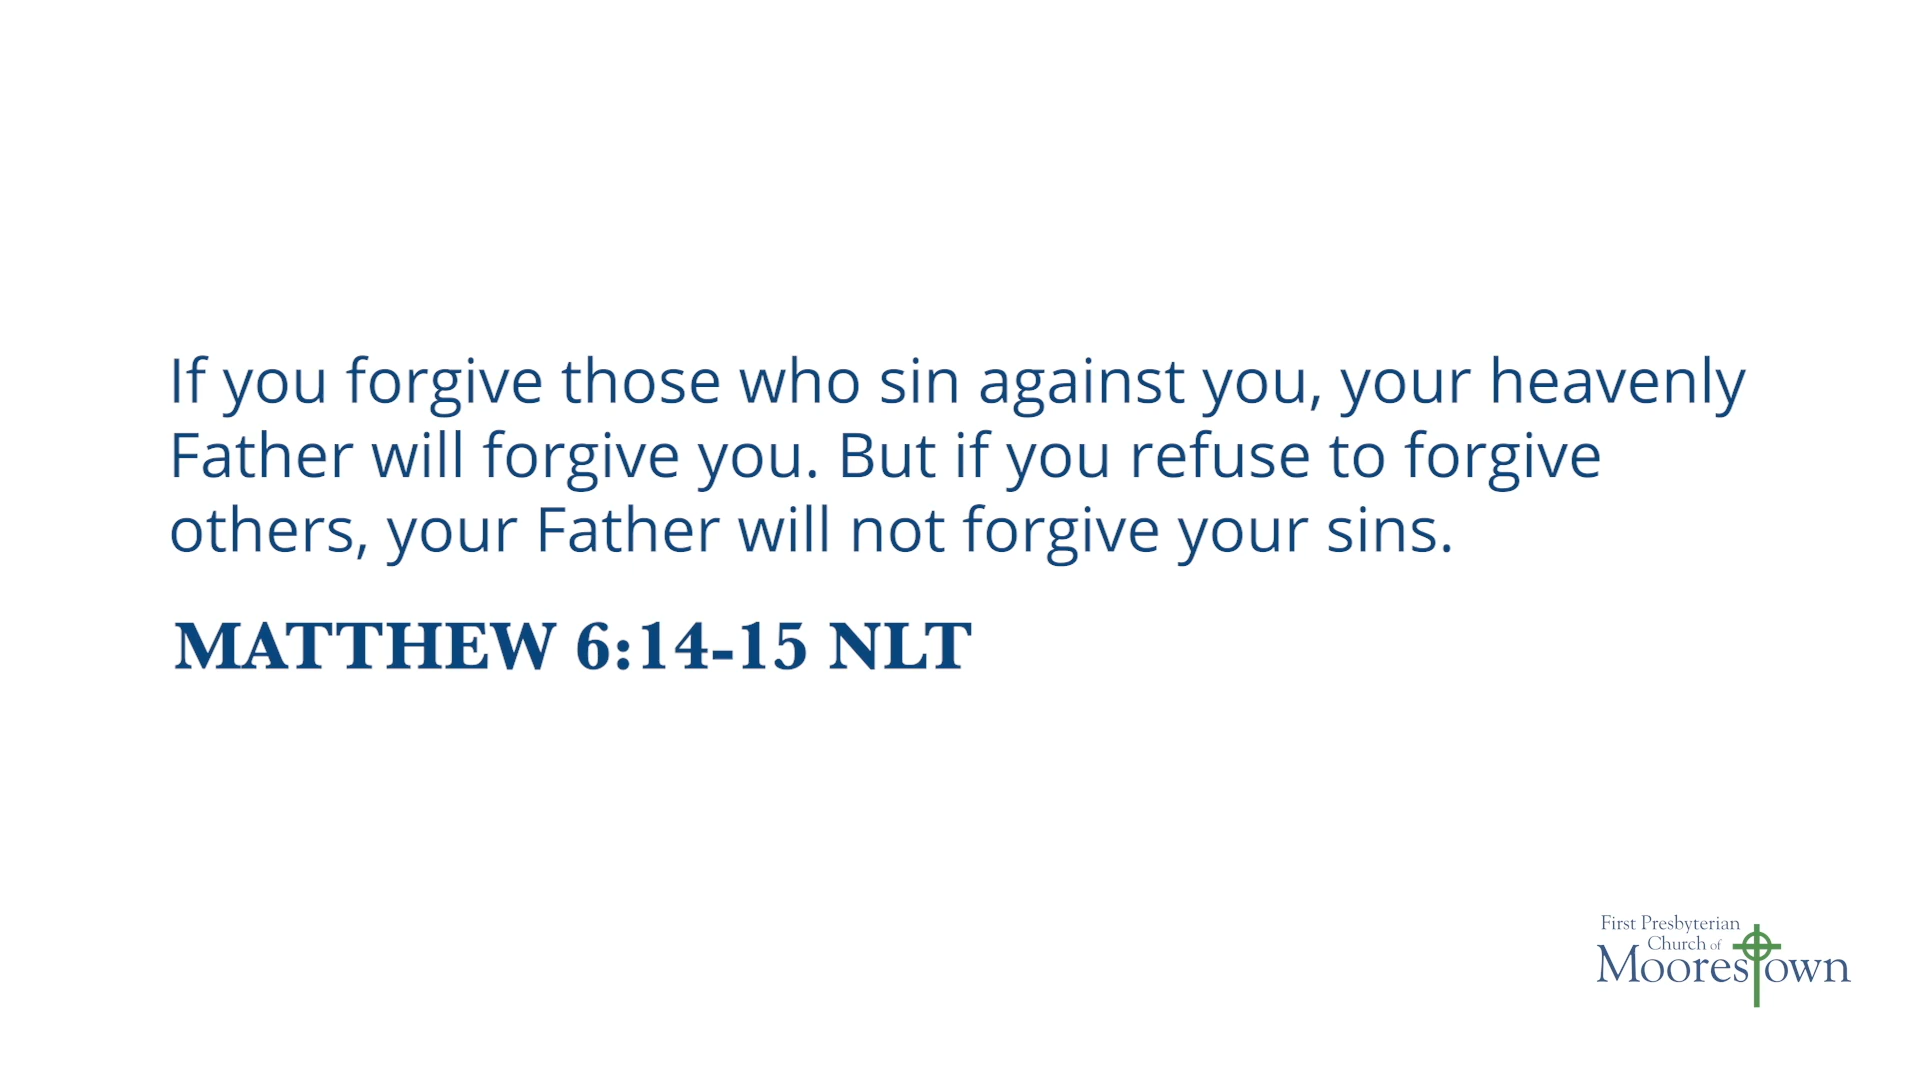 If you forgive those who sin against you, your heavenly
Father will forgive you. But if you refuse to forgive
others, your Father will not forgive your sins.
MATTHEW 6:14-15 NLT
First Presbyterian
Church of
Moorestown